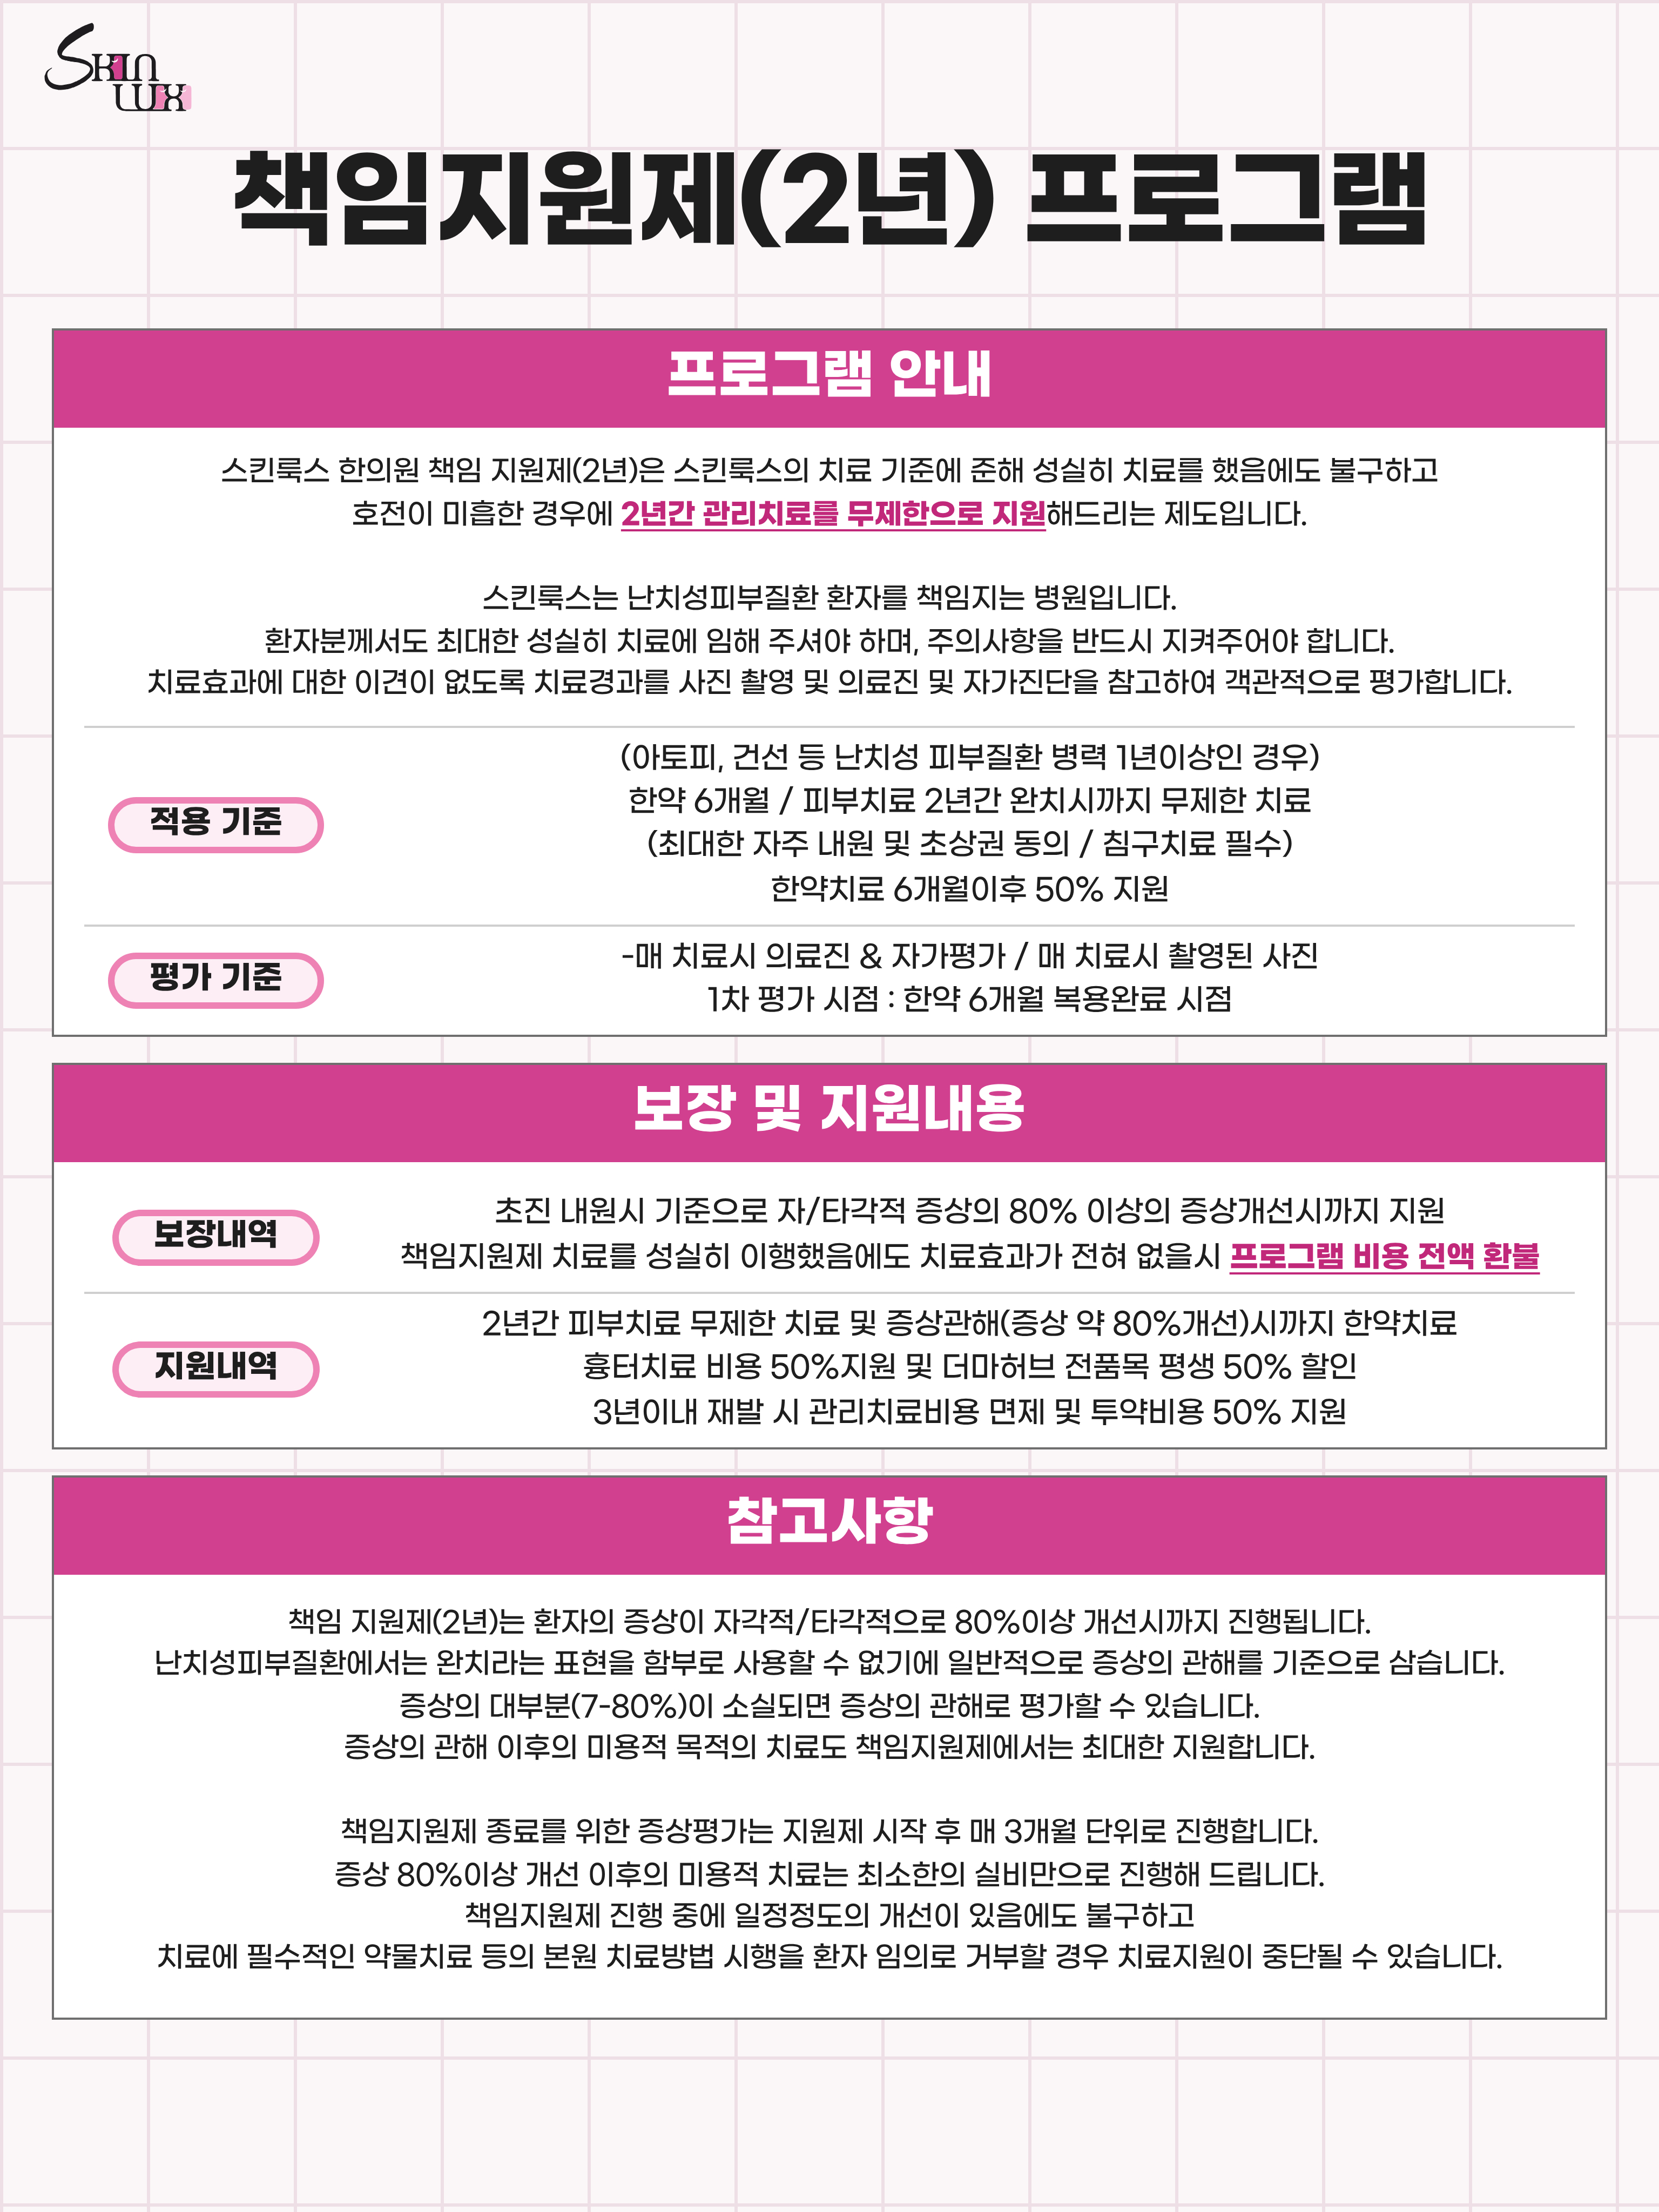 SKIN
LUX
책임지원제(2년) 프로그램
프로그램 안내
스킨룩스 한의원 책임 지원제(2년)은 스킨룩스의 치료 기준에 준해 성실히 치료를 했음에도 불구하고
호전이 미흡한 경우에 2년간 관리치료를 무제한으로 지원해드리는 제도입니다.
스킨룩스는 난치성피부질환 환자를 책임지는 병원입니다.
환자분께서도 최대한 성실히 치료에 임해 주셔야 하며, 주의사항을 반드시 지켜주어야 합니다.
치료효과에 대한 이견이 없도록 치료경과를 사진 촬영 및 의료진 및 자가진단을 참고하여 객관적으로 평가합니다.
적용 기준
(아토피, 건선 등 난치성 피부질환 병력 1년이상인 경우)
한약 6개월 / 피부치료 2년간 완치시까지 무제한 치료
(최대한 자주 내원 및 초상권 동의 / 침구치료 필수)
한약치료 6개월이후 50% 지원
평가 기준
-매 치료시 의료진 & 자가평가 / 매 치료시 촬영된 사진
1차 평가 시점 : 한약 6개월 복용완료 시점
보장 및 지원내용
보장내역
초진 내원시 기준으로 자/타각적 증상의 80% 이상의 증상개선시까지 지원
책임지원제 치료를 성실히 이행했음에도 치료효과가 전혀 없을시 프로그램 비용 전액 환불
지원내역
2년간 피부치료 무제한 치료 및 증상관해(증상 약 80%개선)시까지 한약치료
흉터치료 비용 50%지원 및 더마허브 전품목 평생 50% 할인
3년이내 재발 시 관리치료비용 면제 및 투약비용 50% 지원
참고사항
책임 지원제(2년)는 환자의 증상이 자각적/타각적으로 80%이상 개선시까지 진행됩니다.
난치성피부질환에서는 완치라는 표현을 함부로 사용할 수 없기에 일반적으로 증상의 관해를 기준으로 삼습니다.
증상의 대부분(7-80%)이 소실되면 증상의 관해로 평가할 수 있습니다.
증상의 관해 이후의 미용적 목적의 치료도 책임지원제에서는 최대한 지원합니다.
책임지원제 종료를 위한 증상평가는 지원제 시작 후 매 3개월 단위로 진행합니다.
증상 80%이상 개선 이후의 미용적 치료는 최소한의 실비만으로 진행해 드립니다.
책임지원제 진행 중에 일정정도의 개선이 있음에도 불구하고
치료에 필수적인 약물치료 등의 본원 치료방법 시행을 환자 임의로 거부할 경우 치료지원이 중단될 수 있습니다.